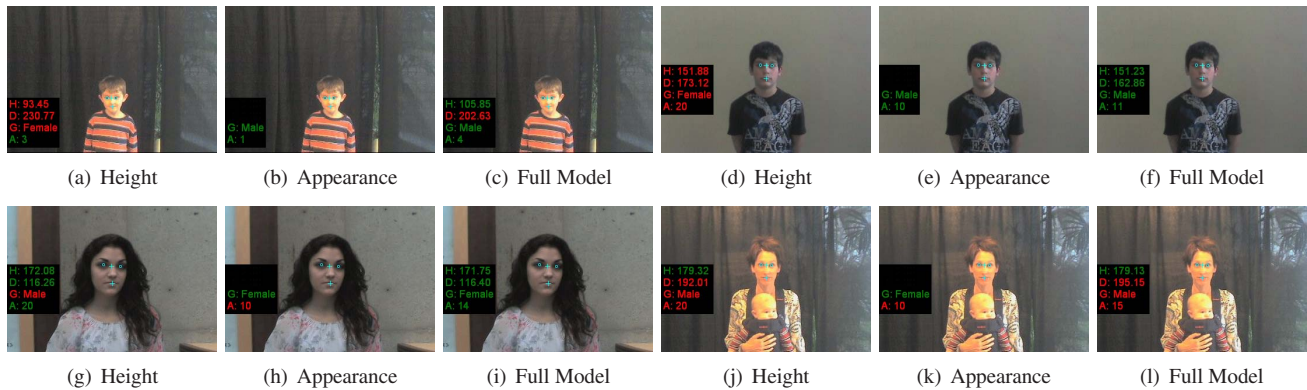 H: 93.45
D: 230.77
G: Female
A: 3
G: Male
A: 1
H: 105.85
D: 202.63
G: Male
A: 4
H: 151.88
D: 173.12
G: Female
A: 20
G: Male
A: 10
H: 151.23
D: 162.86
G: Male
A: 11
(a) Height
(b) Appearance
(c) Full Model
(d) Height
(e) Appearance
(f) Full Model
H: 172.08
D: 116.26
G: Male
A: 20
G: Female
A: 10
H: 171.75
D: 116.40
G: Female
A: 14
H: 179.32
D: 192.01
G: Male
A: 20
G: Female
A: 10
H: 179.13
D: 195.15
G: Male
A: 15
(g) Height
(h) Appearance
(i) Full Model
(j) Height
(k) Appearance
(l) Full Model